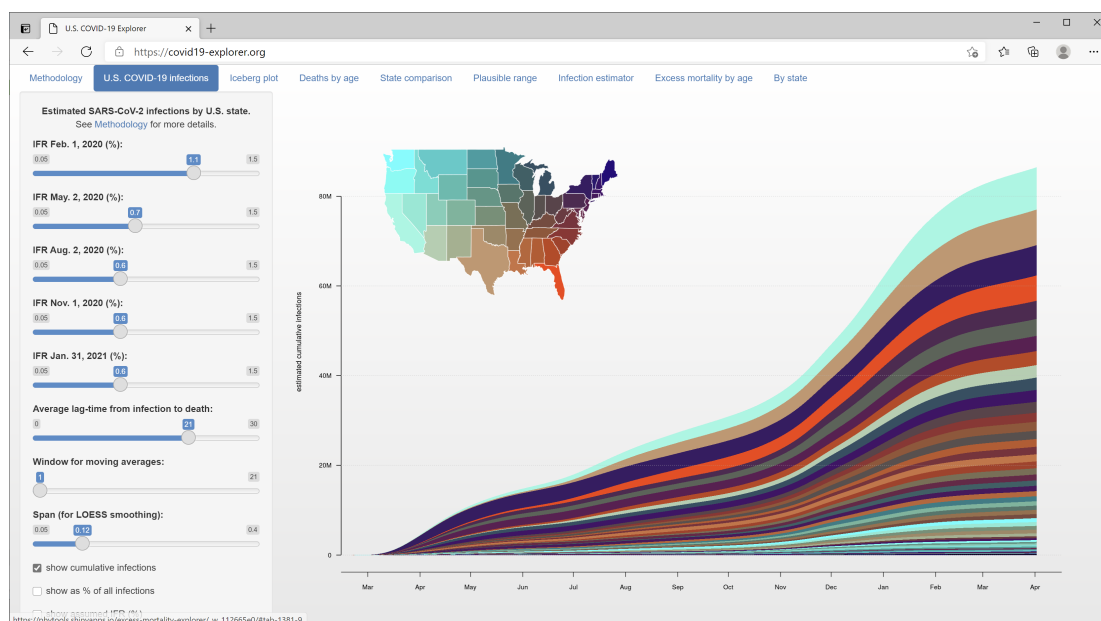 U.S. COVID-19 Explorer
https://covid19-explorer.org
Methodology U.S. COVID-19 infections Iceberg plot Deaths by age State comparison Plausible range Infection estimator Excess mortality by age By state
Estimated SARS-CoV-2 infections by U.S. state.
See Methodology for more details.
IFR Feb. 1, 2020 (%):
0.05 1.1 1.5
IFR May. 2, 2020 (%):
0.05 0.7 1.5
IFR Aug. 2, 2020 (%):
0.05 0.6 1.5
IFR Nov. 1, 2020 (%):
0.05 0.6 1.5
IFR Jan. 31, 2021 (%):
0.05 0.6 1.5
Average lag-time from infection to death:
0 21 30
Window for moving averages:
1 21
Span (for LOESS smoothing):
0.05 0.12 0.4
show cumulative infections
show as % of all infections
show assumed IFR (%)
estimated cumulative infections
80M
60M
40M
20M
0
Mar Apr May Jun Jul Aug Sep Oct Nov Dec Jan Feb Mar Apr